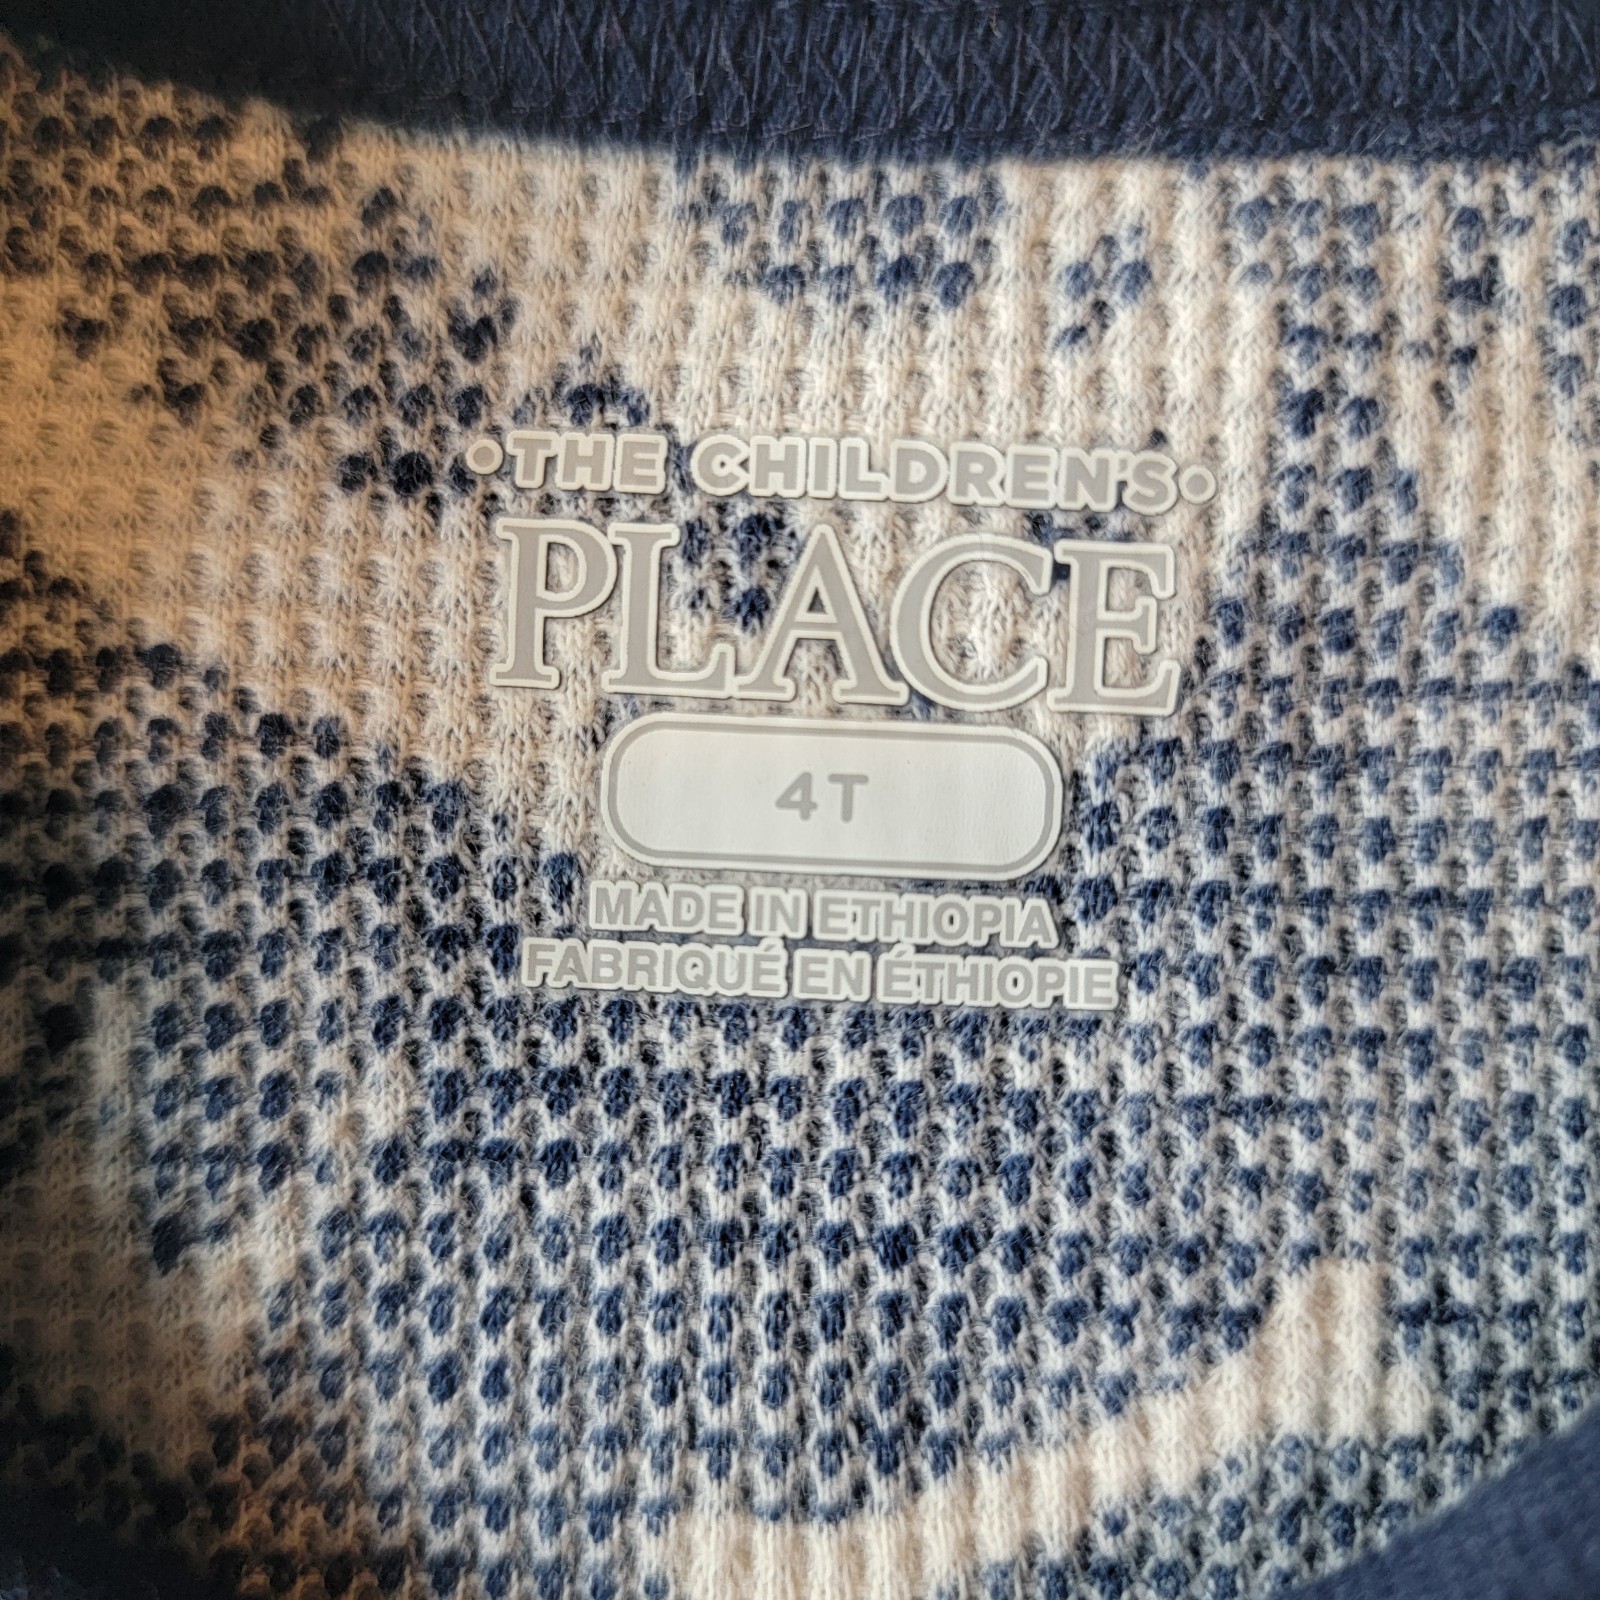 •THE CHILDREN'S•
PLACE
4T
MADE IN ETHIOPIA
FABRIQUÉ EN ÉTHIOPIE